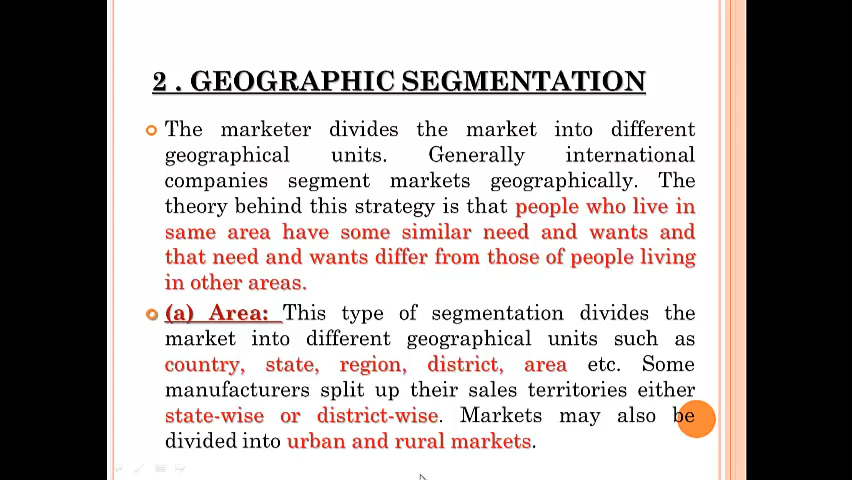 2 . GEOGRAPHIC SEGMENTATION
The marketer divides the market into different
geographical units. Generally international
companies segment markets geographically. The
theory behind this strategy is that people who live in
same area have some similar need and wants and
that need and wants differ from those of people living
in other areas.
(a) Area: This type of segmentation divides the
market into different geographical units such as
country, state, region, district, area etc. Some
manufacturers split up their sales territories either
state-wise or district-wise. Markets may also be
divided into urban and rural markets.